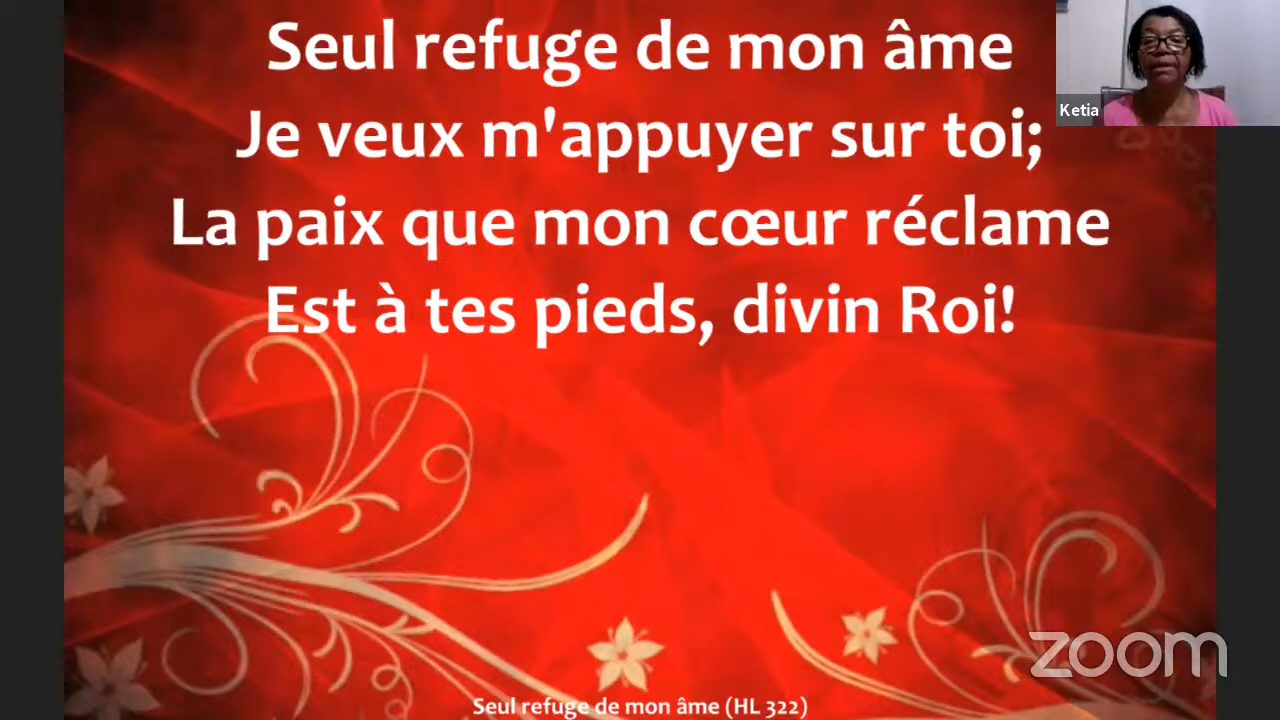 Seul refuge de mon âme
Je veux m'appuyer sur toi;
La paix que mon cœur réclame
Est à tes pieds, divin Roi!
Ketia
zoom
Seul refuge de mon âme (HL 322)